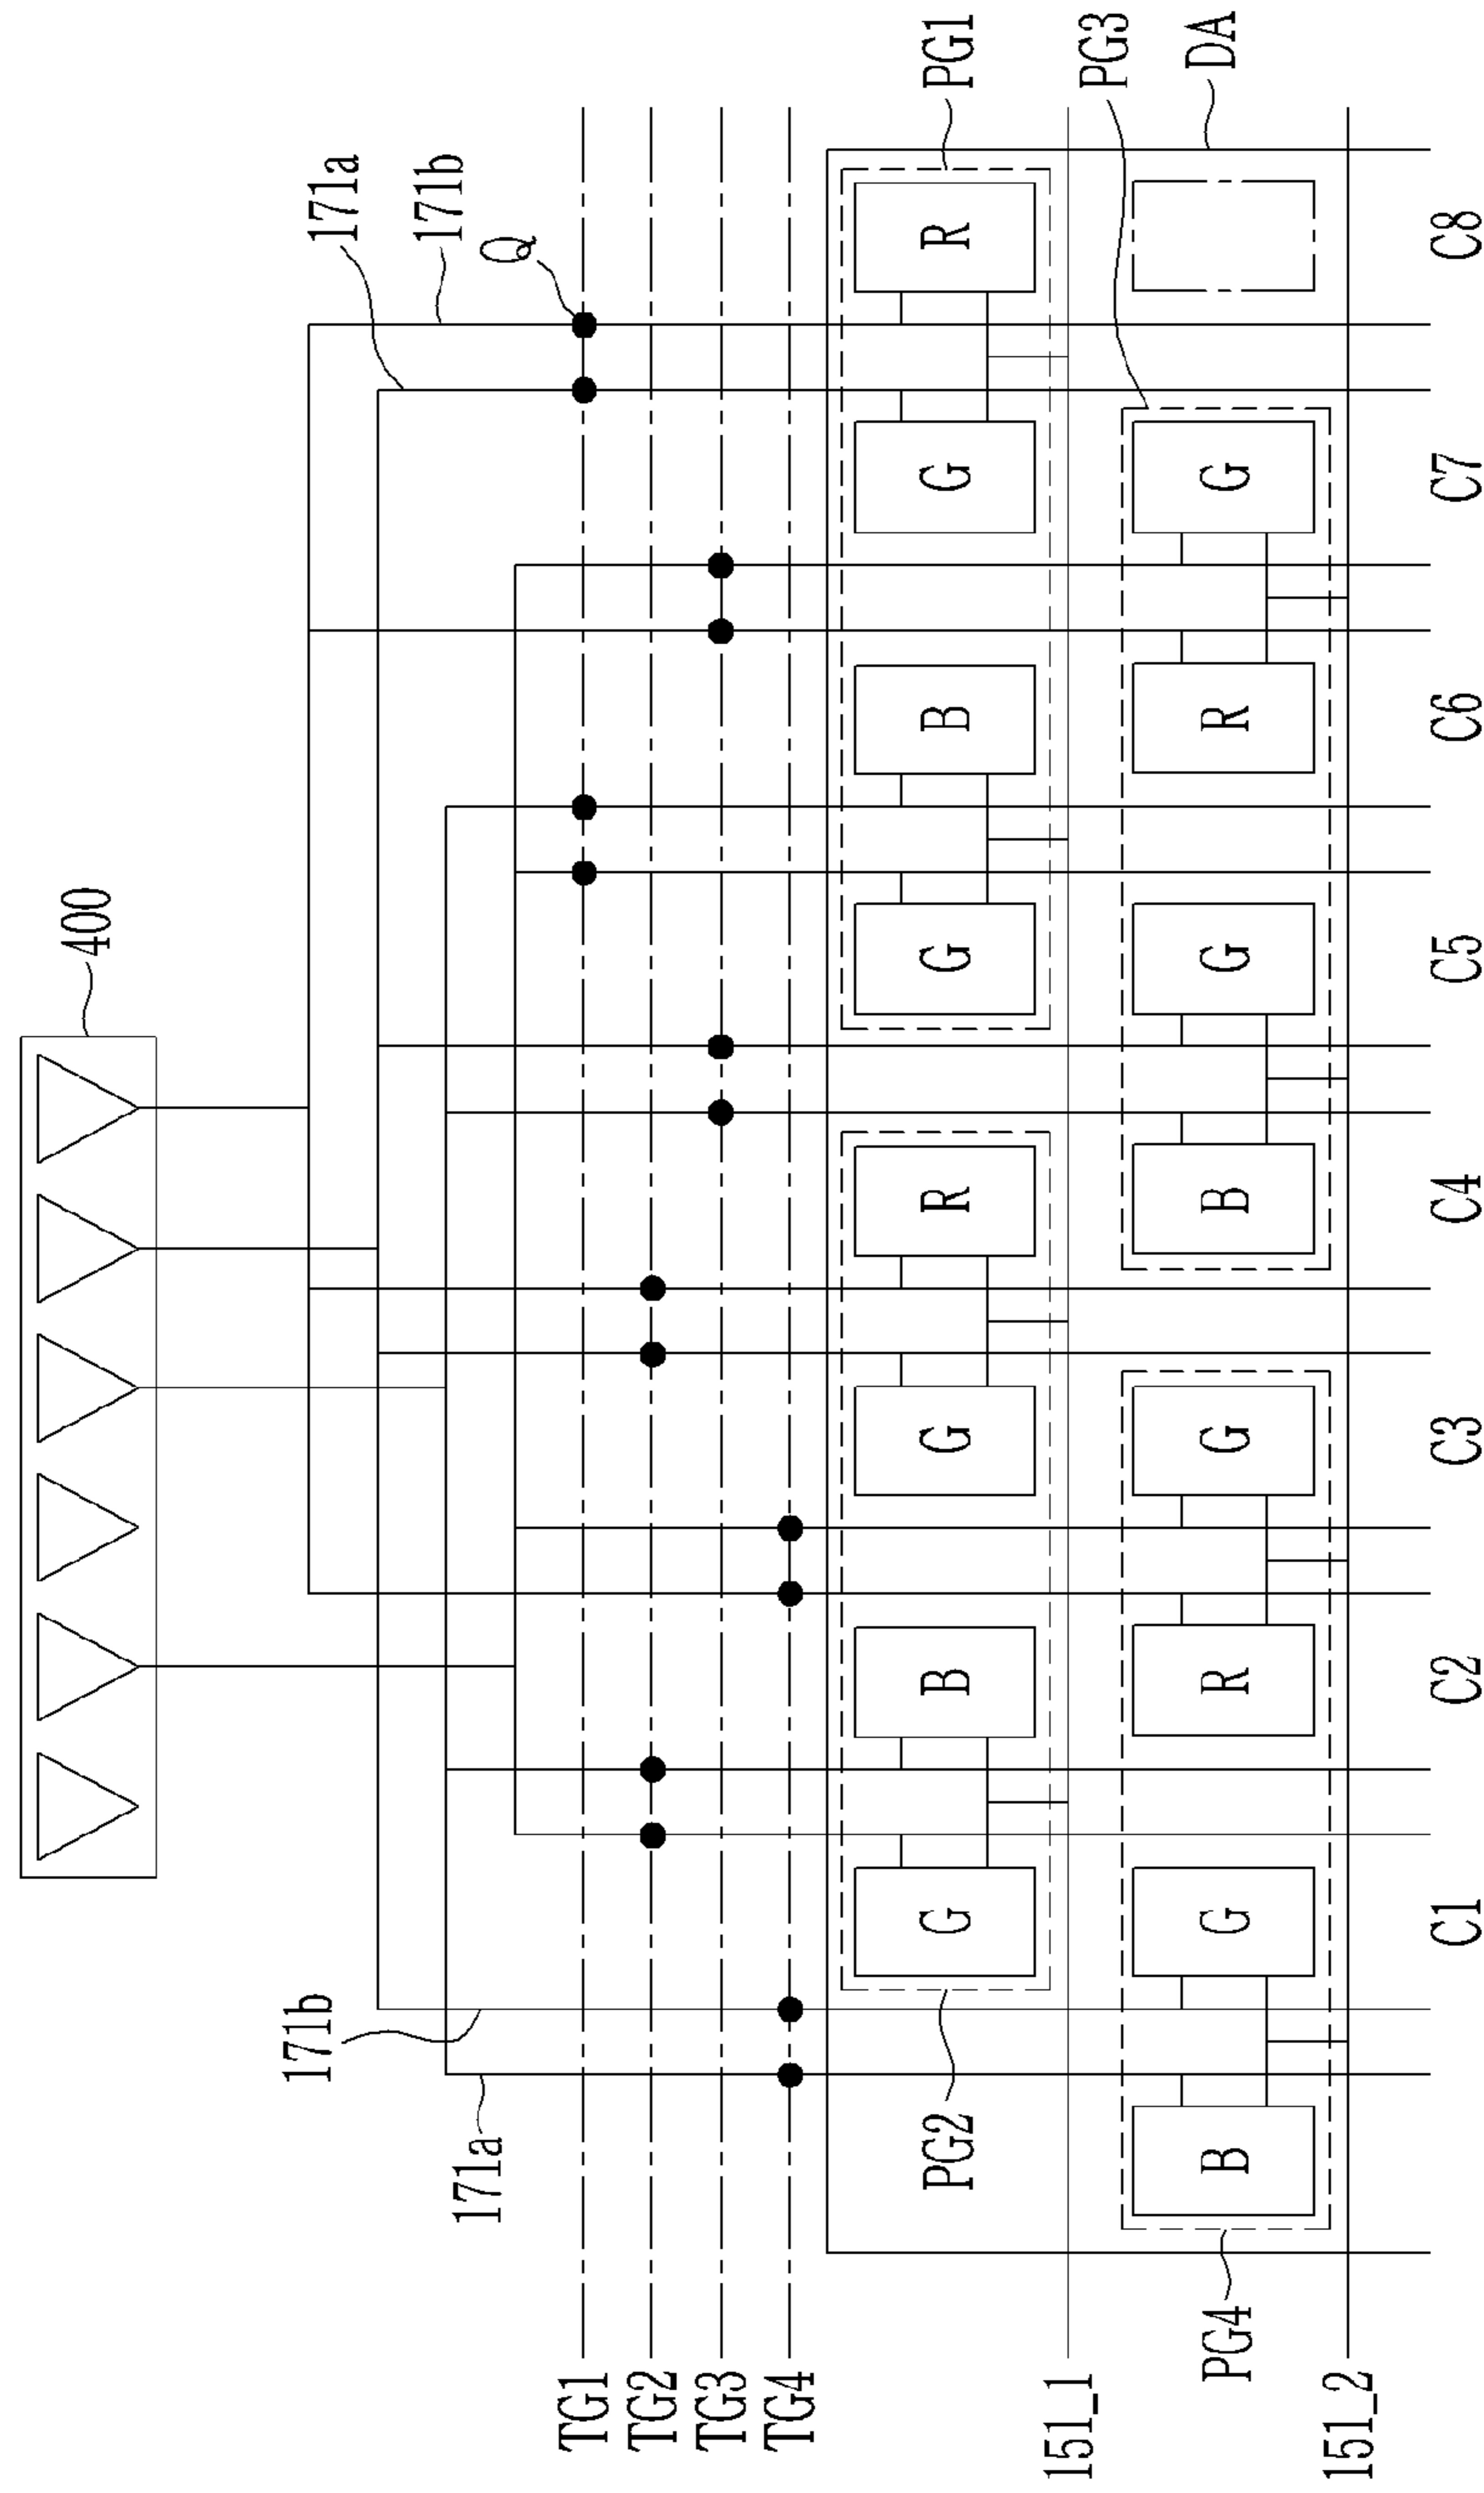 400
171b
171a
171b
171a
Q
TG1
TG2
TG3
TG4
PG2 G B G R G B G R PG1
151_1
PG3
PG4 B G R G B G R G
DA
151_2
C1 C2 C3 C4 C5 C6 C7 C8